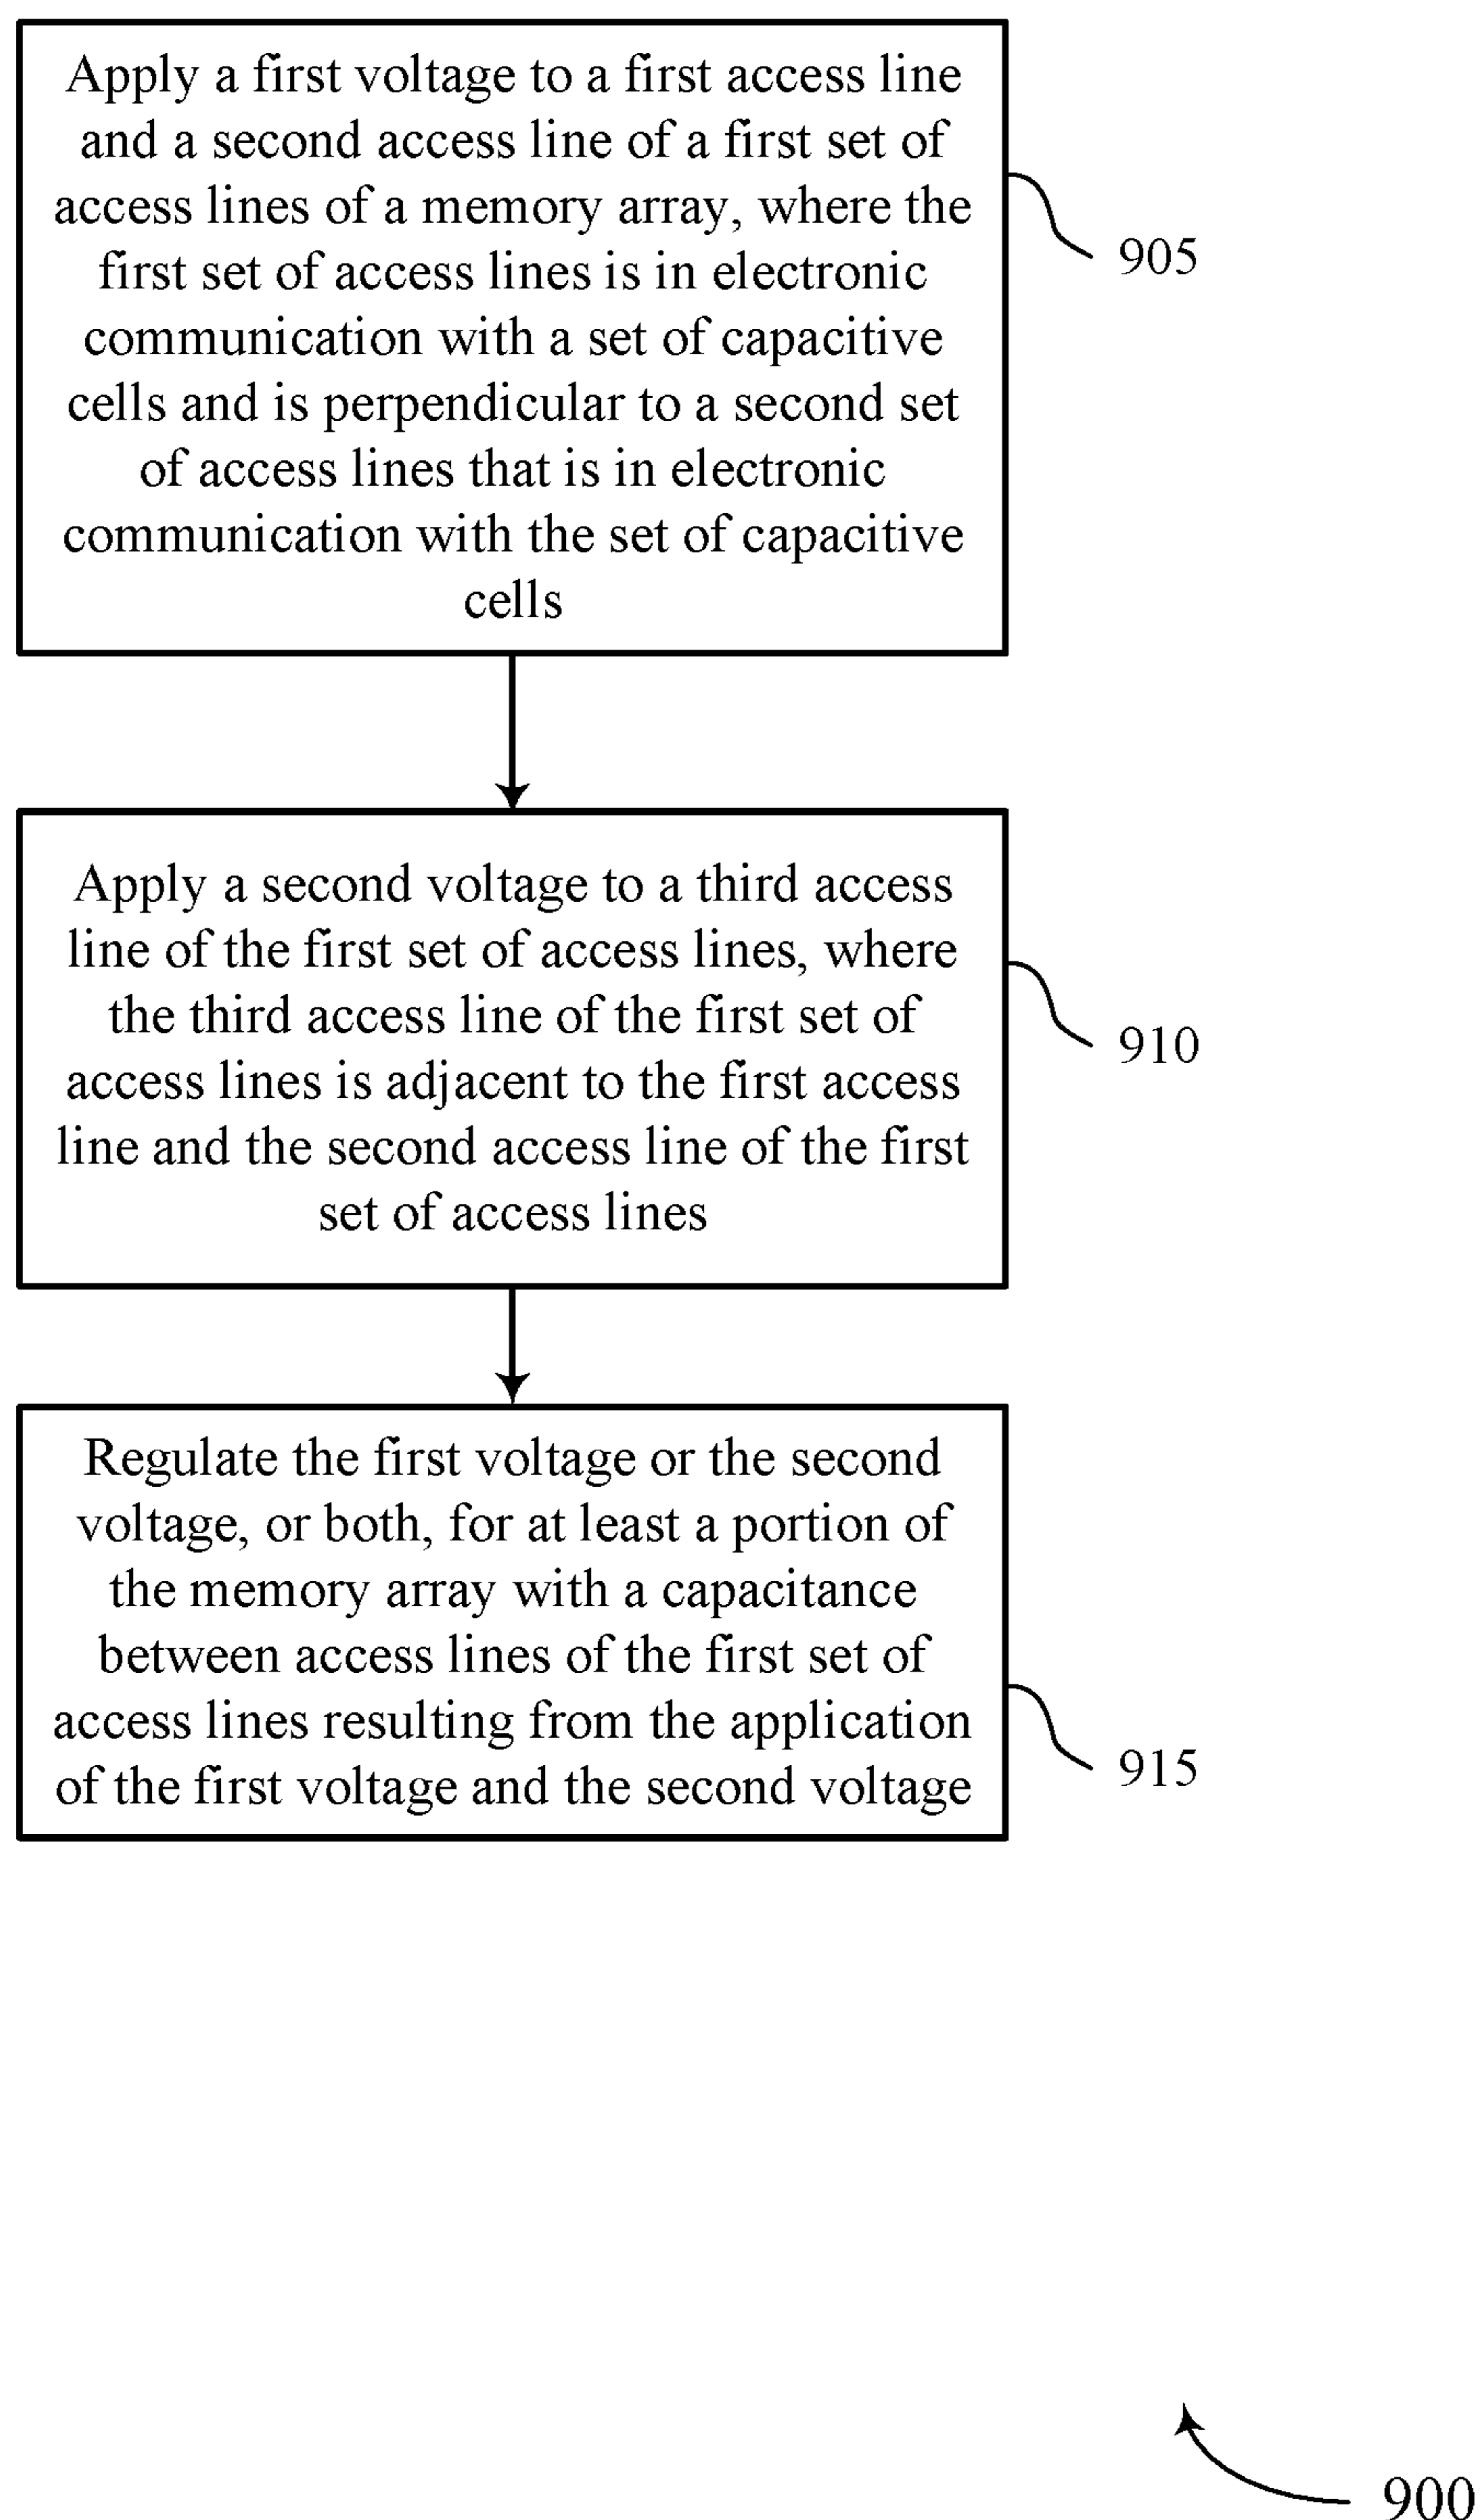 Apply a first voltage to a first access line
and a second access line of a first set of
access lines of a memory array, where the
first set of access lines is in electronic
communication with a set of capacitive
cells and is perpendicular to a second set
of access lines that is in electronic
communication with the set of capacitive
cells
905
Apply a second voltage to a third access
line of the first set of access lines, where
the third access line of the first set of
access lines is adjacent to the first access
line and the second access line of the first
set of access lines
910
Regulate the first voltage or the second
voltage, or both, for at least a portion of
the memory array with a capacitance
between access lines of the first set of
access lines resulting from the application
of the first voltage and the second voltage
915
900